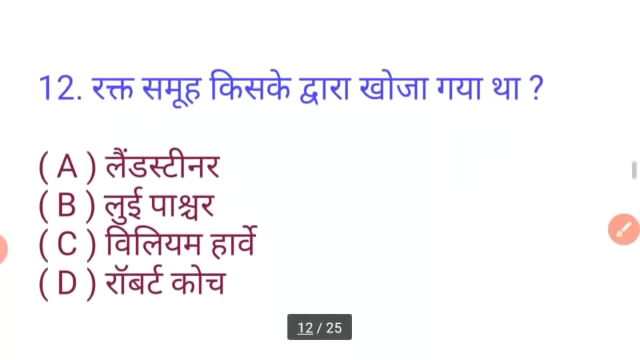 12. रक्त समूह किसके द्वारा खोजा गया था ?
( A ) लैंडस्टीनर
( B ) लुई पाश्चर
( C ) विलियम हार्वे
( D ) रॉबर्ट कोच
12 / 25